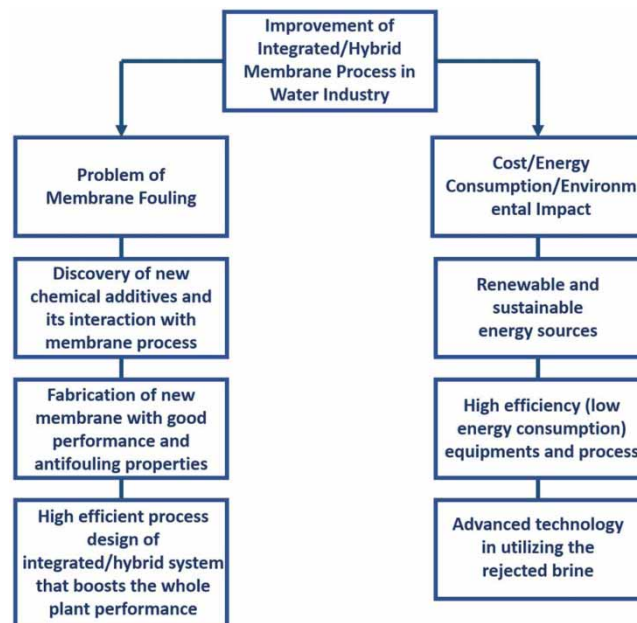 Improvement of
Integrated/Hybrid
Membrane Process in
Water Industry
Problem of
Membrane Fouling
Discovery of new
chemical additives and
its interaction with
membrane process
Fabrication of new
membrane with good
performance and
antifouling properties
High efficient process
design of
integrated/hybrid system
that boosts the whole
plant performance
Cost/Energy
Consumption/Environm
ental Impact
Renewable and
sustainable
energy sources
High efficiency (low
energy consumption)
equipments and process
Advanced technology
in utilizing the
rejected brine